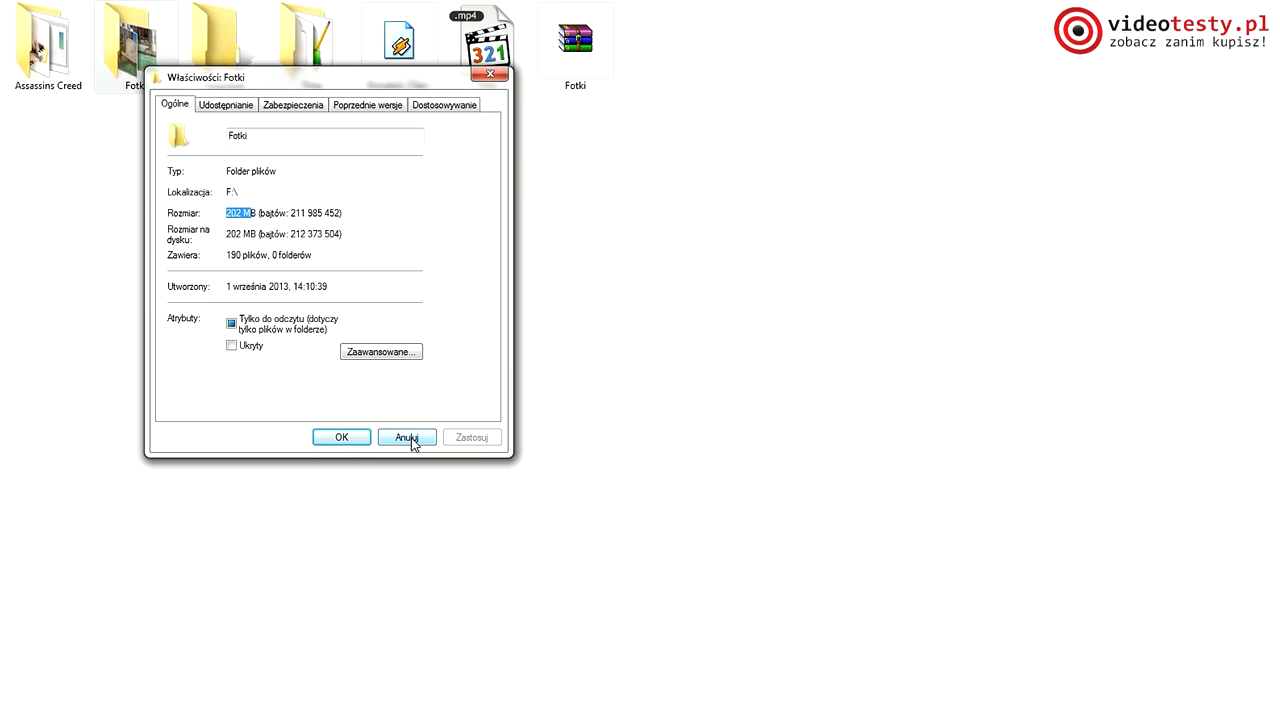 videotesty.pl
zobacz zanim kupisz!
.mp4
321
Assassins Creed
Fotki
Właściwości: Fotki
Ogólne
Udostępnianie
Zabezpieczenia
Poprzednie wersje
Dostosowywanie
Fotki
Typ: Folder plików
Lokalizacja: F:\
Rozmiar: 202 MB (bajtów: 211 985 452)
Rozmiar na
dysku: 202 MB (bajtów: 212 373 504)
Zawiera: 190 plików, 0 folderów
Utworzony: 1 września 2013, 14:10:39
Atrybuty: Tylko do odczytu (dotyczy
tylko plików w folderze)
Ukryty
Zaawansowane...
OK
Anuluj
Zastosuj